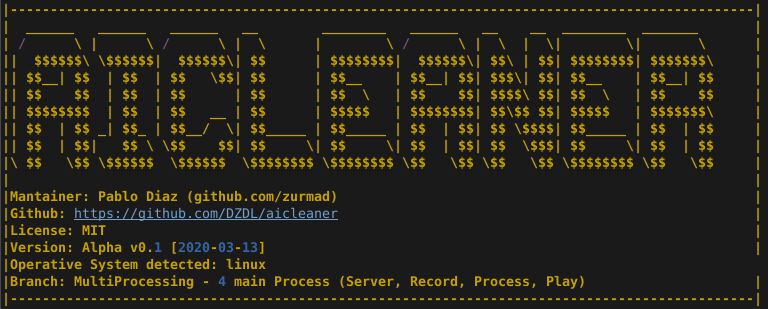 AICLEANER
Mantainer: Pablo Diaz (github.com/zurmad)
Github: https://github.com/DZDL/aicleaner
License: MIT
Version: Alpha v0.1 [2020-03-13]
Operative System detected: linux
Branch: MultiProcessing - 4 main Process (Server, Record, Process, Play)